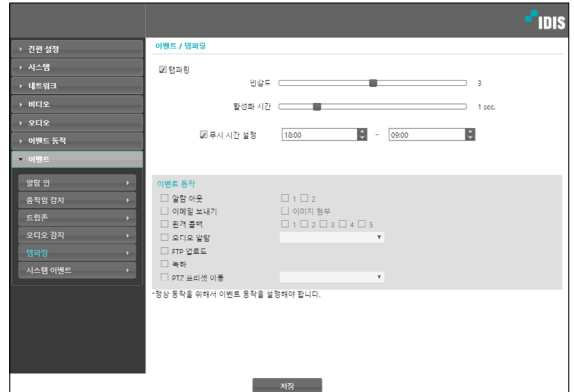 IDIS
간편 설정
시스템
네트워크
비디오
오디오
이벤트 동작
이벤트
알람 인
움직임 감지
트립존
오디오 감지
탬퍼링
시스템 이벤트
이벤트 / 탬퍼링
탬퍼링
민감도 3
활성화 시간 1 sec.
무시 시간 설정 18:00 ~ 09:00
이벤트 동작
알람 아웃 1 2
이메일 보내기 이미지 첨부
원격 콜백 1 2 3 4 5
오디오 알람
FTP 업로드
녹화
PTZ 프리셋 이동
*정상 동작을 위해서 이벤트 동작을 설정해야 합니다.
저장